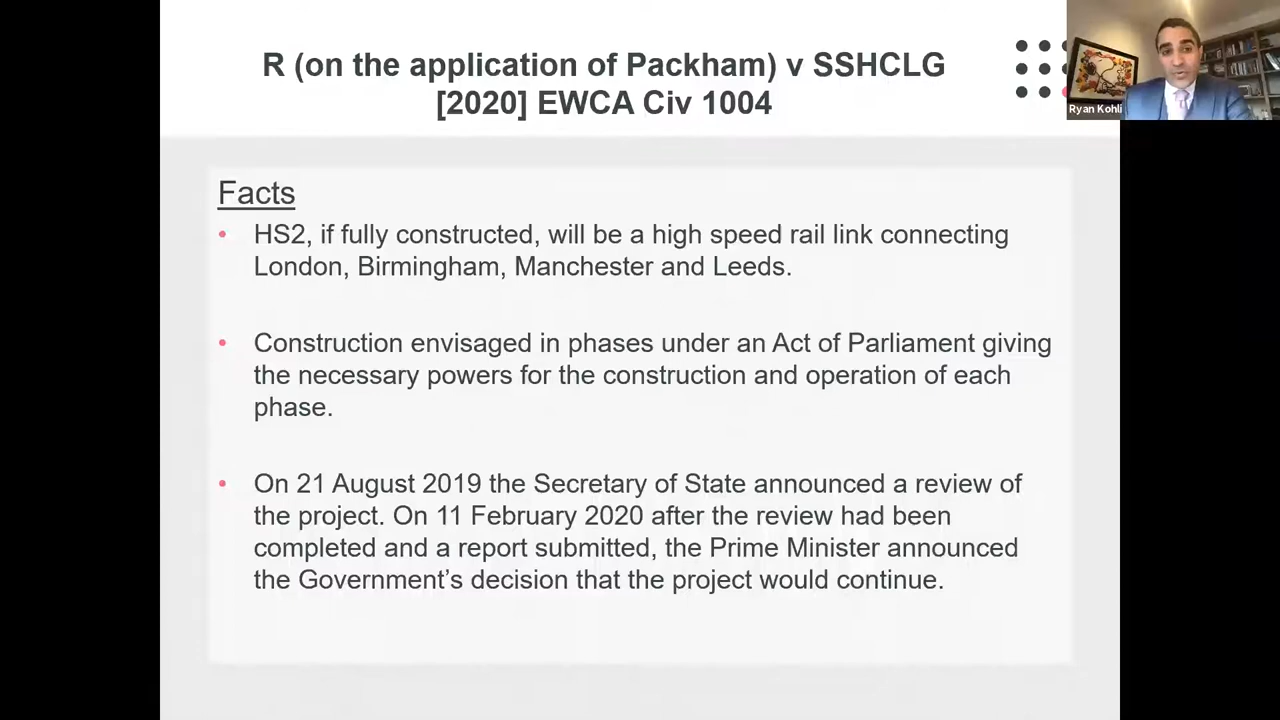 R (on the application of Packham) v SSHCLG
[2020] EWCA Civ 1004
Ryan Kohli
Facts
• HS2, if fully constructed, will be a high speed rail link connecting
London, Birmingham, Manchester and Leeds.
• Construction envisaged in phases under an Act of Parliament giving
the necessary powers for the construction and operation of each
phase.
• On 21 August 2019 the Secretary of State announced a review of
the project. On 11 February 2020 after the review had been
completed and a report submitted, the Prime Minister announced
the Government’s decision that the project would continue.